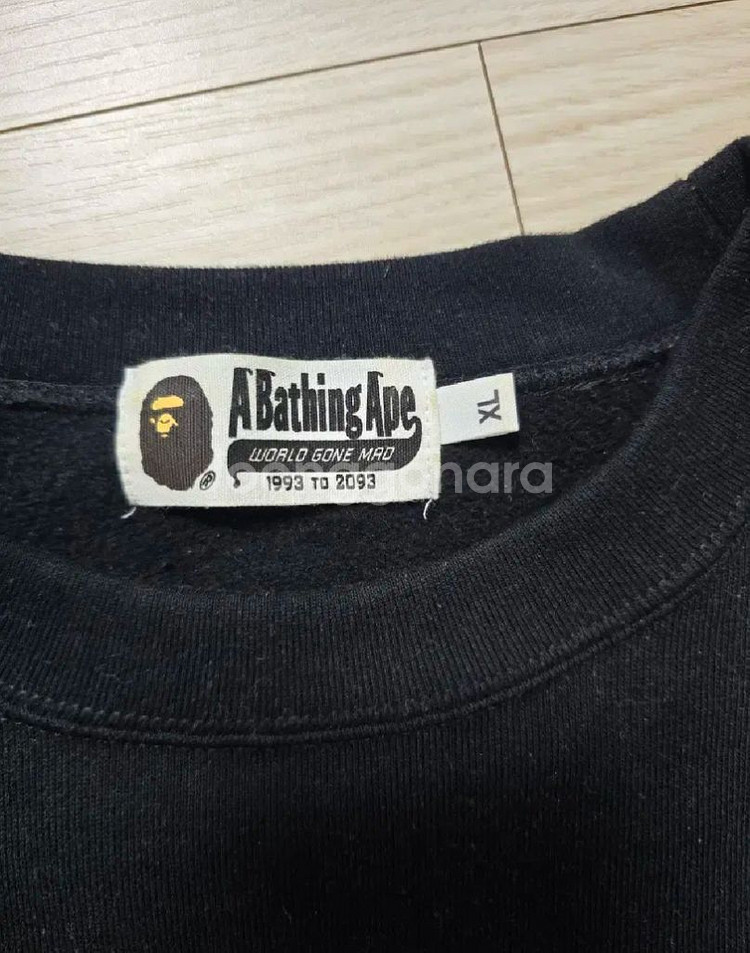 A Bathing Ape
WORLD GONE MAD
1993 TO 2093
®
XL